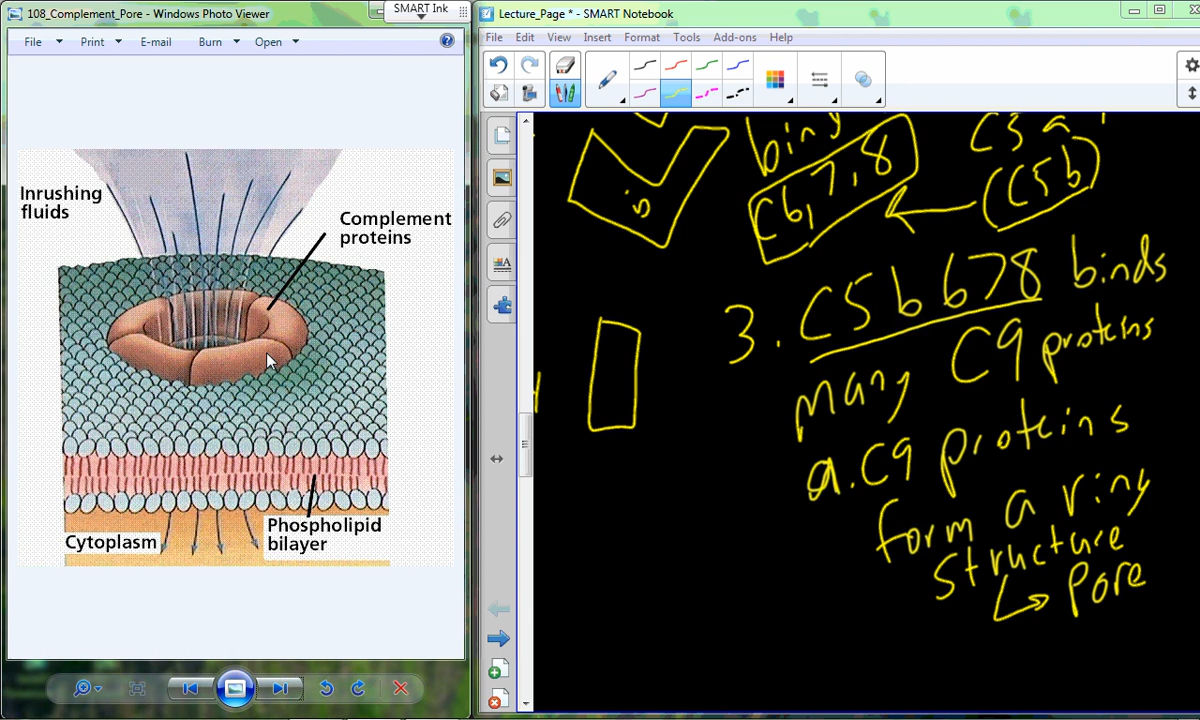 108_Complement_Pore - Windows Photo Viewer
SMART Ink
File Print E-mail Burn Open
Inrushing
fluids
Complement
proteins
Cytoplasm
Phospholipid
bilayer
Lecture_Page * - SMART Notebook
File Edit View Insert Format Tools Add-ons Help
C6,7,8
C5b
3. C5b678 binds
many C9 proteins
a. C9 proteins
form a ring
structure
↳ Pore